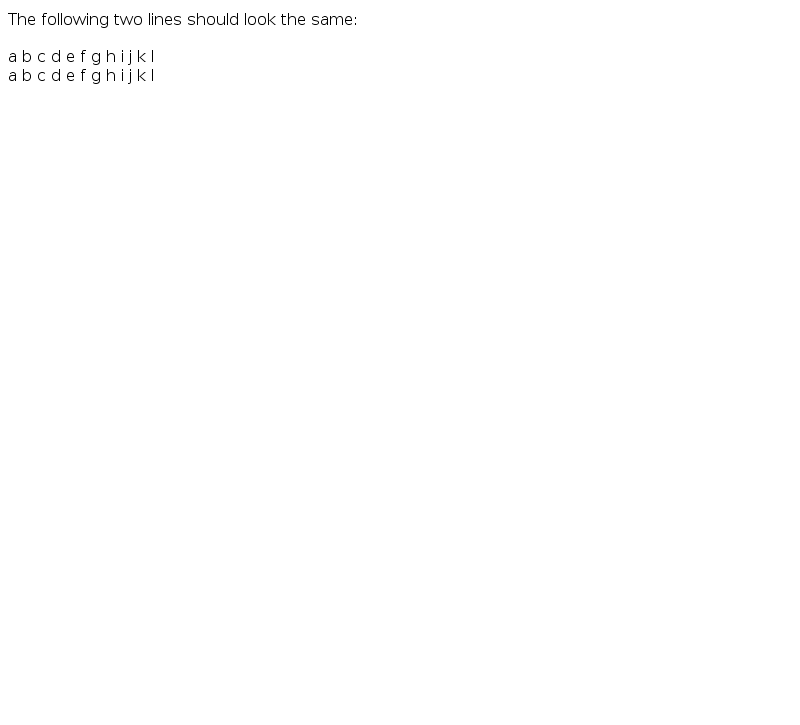 The following two lines should look the same:
a b c d e f g h i j k l
a b c d e f g h i j k l